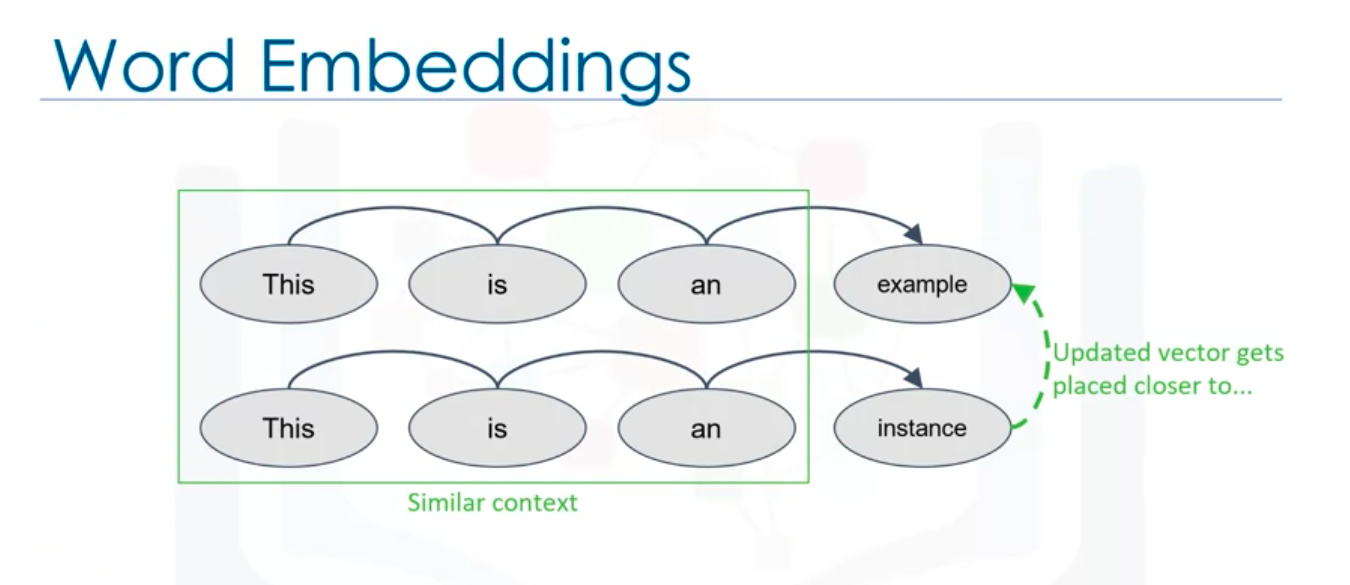 Word Embeddings
This is an example
Updated vector gets
placed closer to...
This is an instance
Similar context